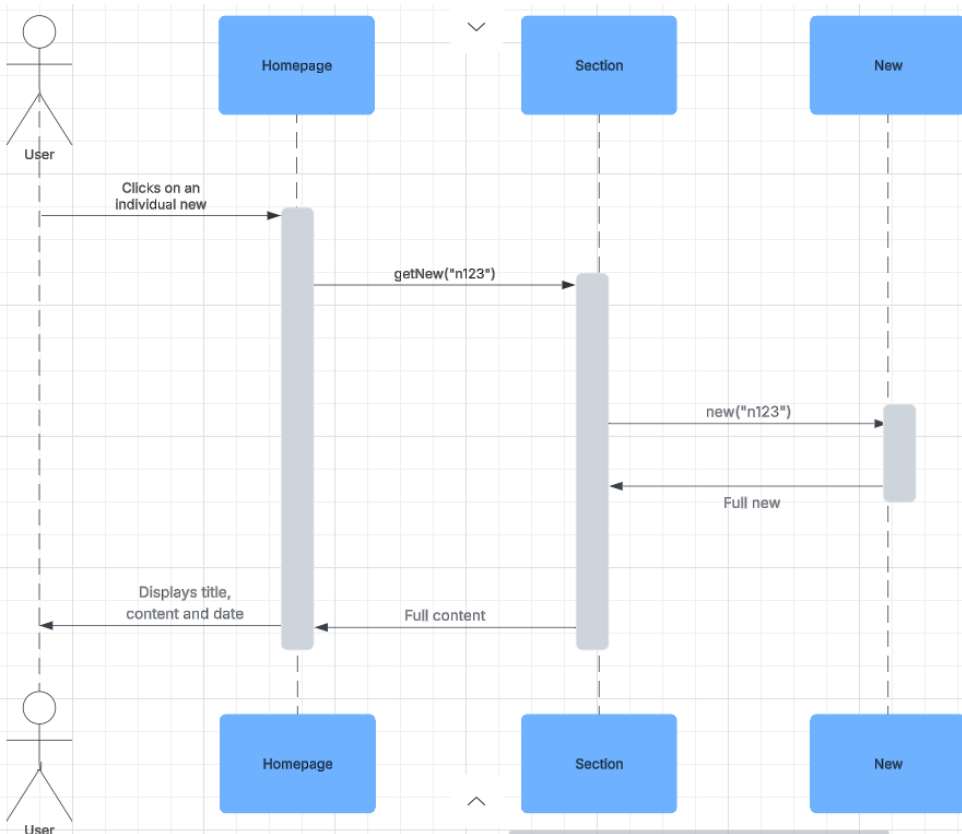 Homepage
Section
New
User
Clicks on an
individual new
getNew("n123")
new("n123")
Full new
Displays title,
content and date
Full content
Homepage
Section
New
User